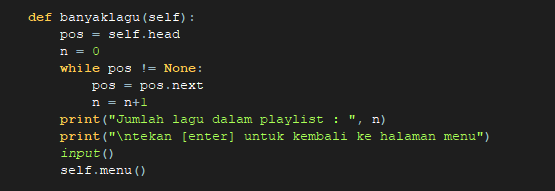 def banyaklagu(self):
    pos = self.head
    n = 0
    while pos != None:
        pos = pos.next
        n = n+1
    print("Jumlah lagu dalam playlist : ", n)
    print("\ntekan [enter] untuk kembali ke halaman menu")
    input()
    self.menu()